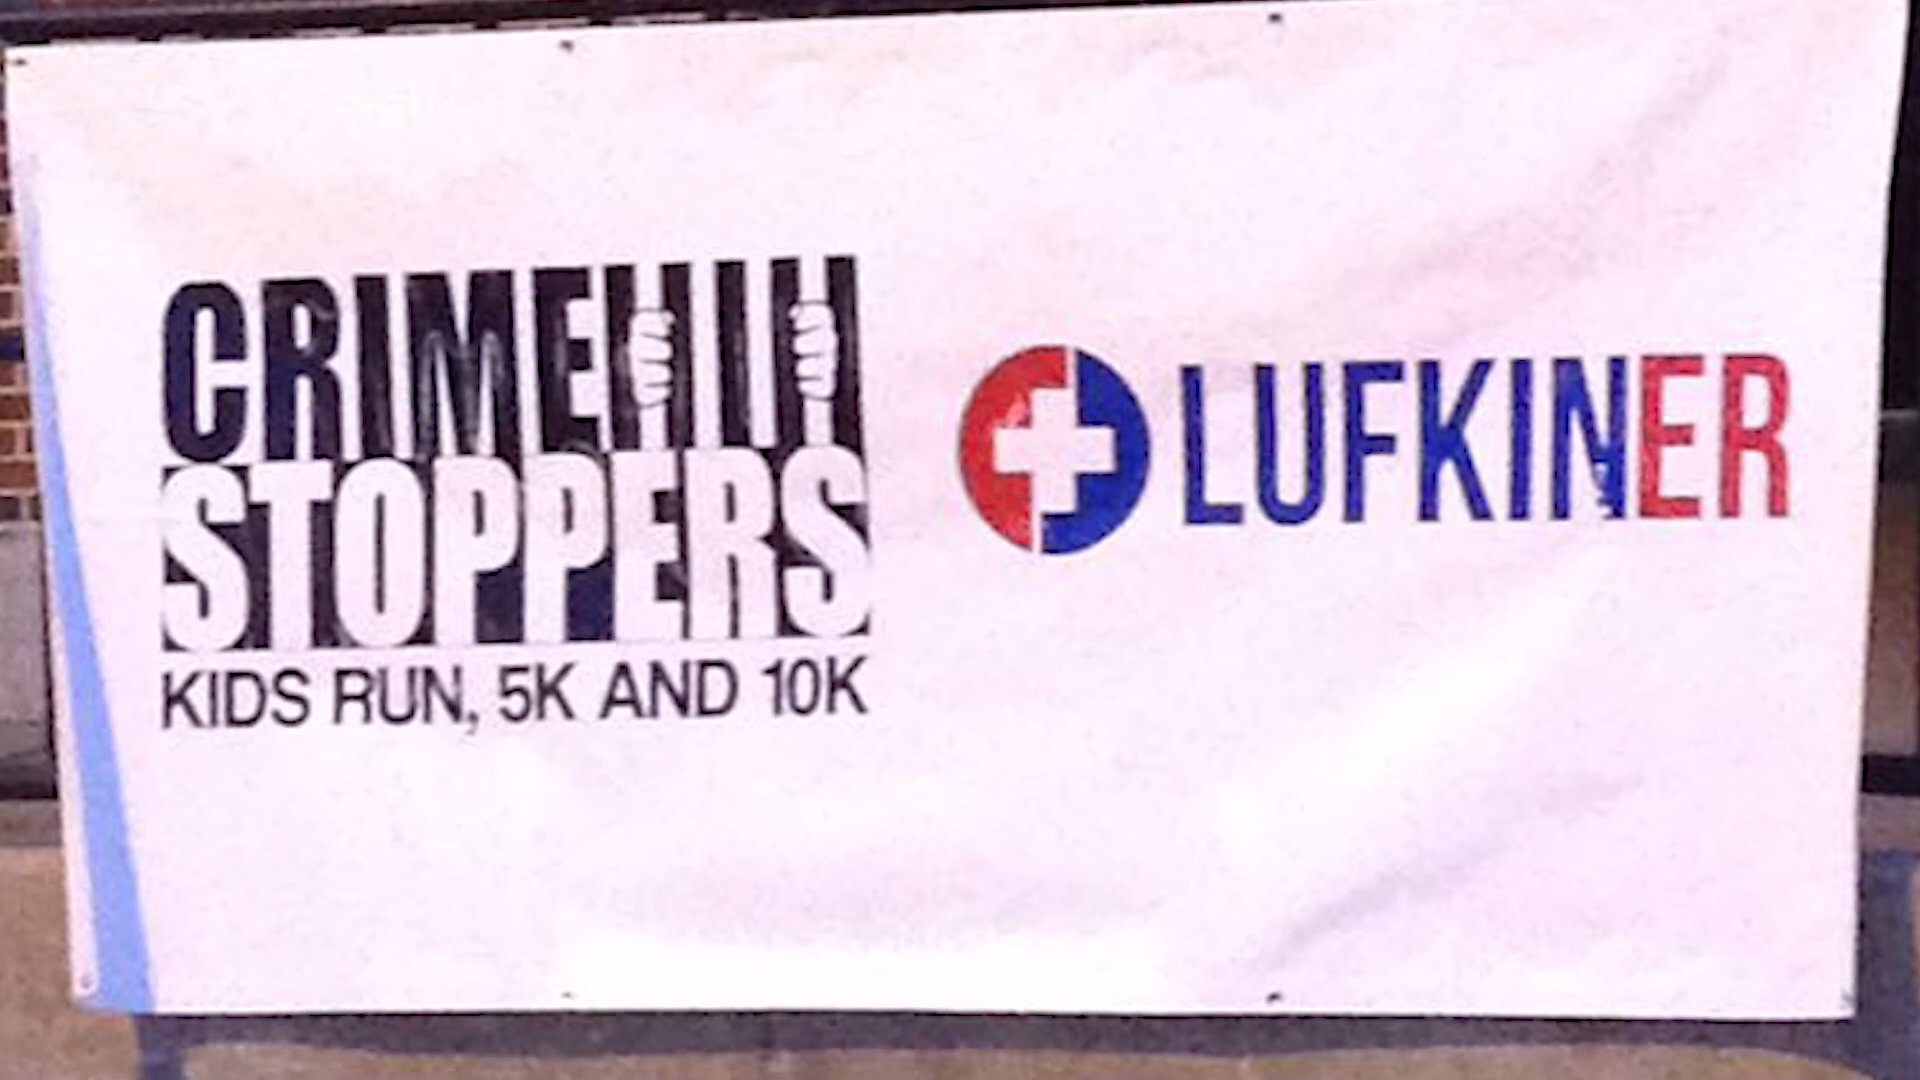 CRIME
STOPPERS
KIDS RUN, 5K AND 10K
LUFKINER